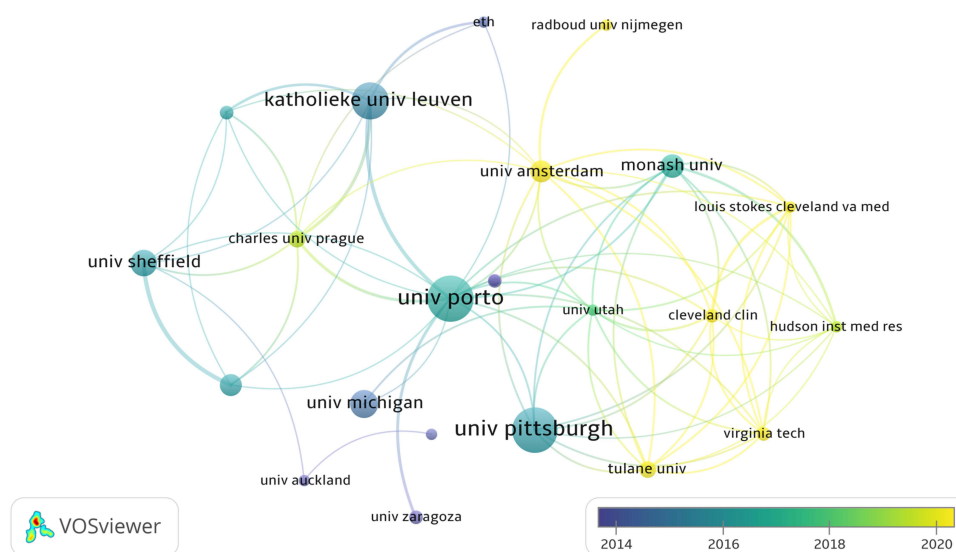 eth
radboud univ nijmegen
katholieke univ leuven
univ amsterdam
monash univ
louis stokes cleveland va med
charles univ prague
univ sheffield
univ porto
univ utah
cleveland clin
hudson inst med res
univ michigan
univ pittsburgh
virginia tech
tulane univ
univ auckland
univ zaragoza
VOSviewer
2014 2016 2018 2020